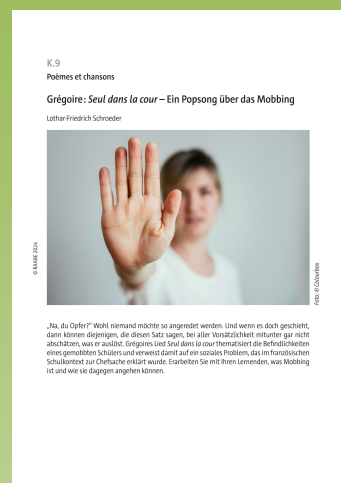 K.9
Poèmes et chansons
Grégoire: Seul dans la cour – Ein Popsong über das Mobbing
Lothar-Friedrich Schroeder
© RAABE 2024
Foto: © Colourbox
„Na, du Opfer?“ Wohl niemand möchte so angeredet werden. Und wenn es doch geschieht,
dann können diejenigen, die diesen Satz sagen, bei aller Vorsätzlichkeit mitunter gar nicht
abschätzen, was er auslöst. Grégoires Lied Seul dans la cour thematisiert die Befindlichkeiten
eines gemobbten Schülers und verweist damit auf ein soziales Problem, das im französischen
Schulkontext zur Chefsache erklärt wurde. Erarbeiten Sie mit Ihren Lernenden, was Mobbing
ist und wie sie dagegen angehen können.